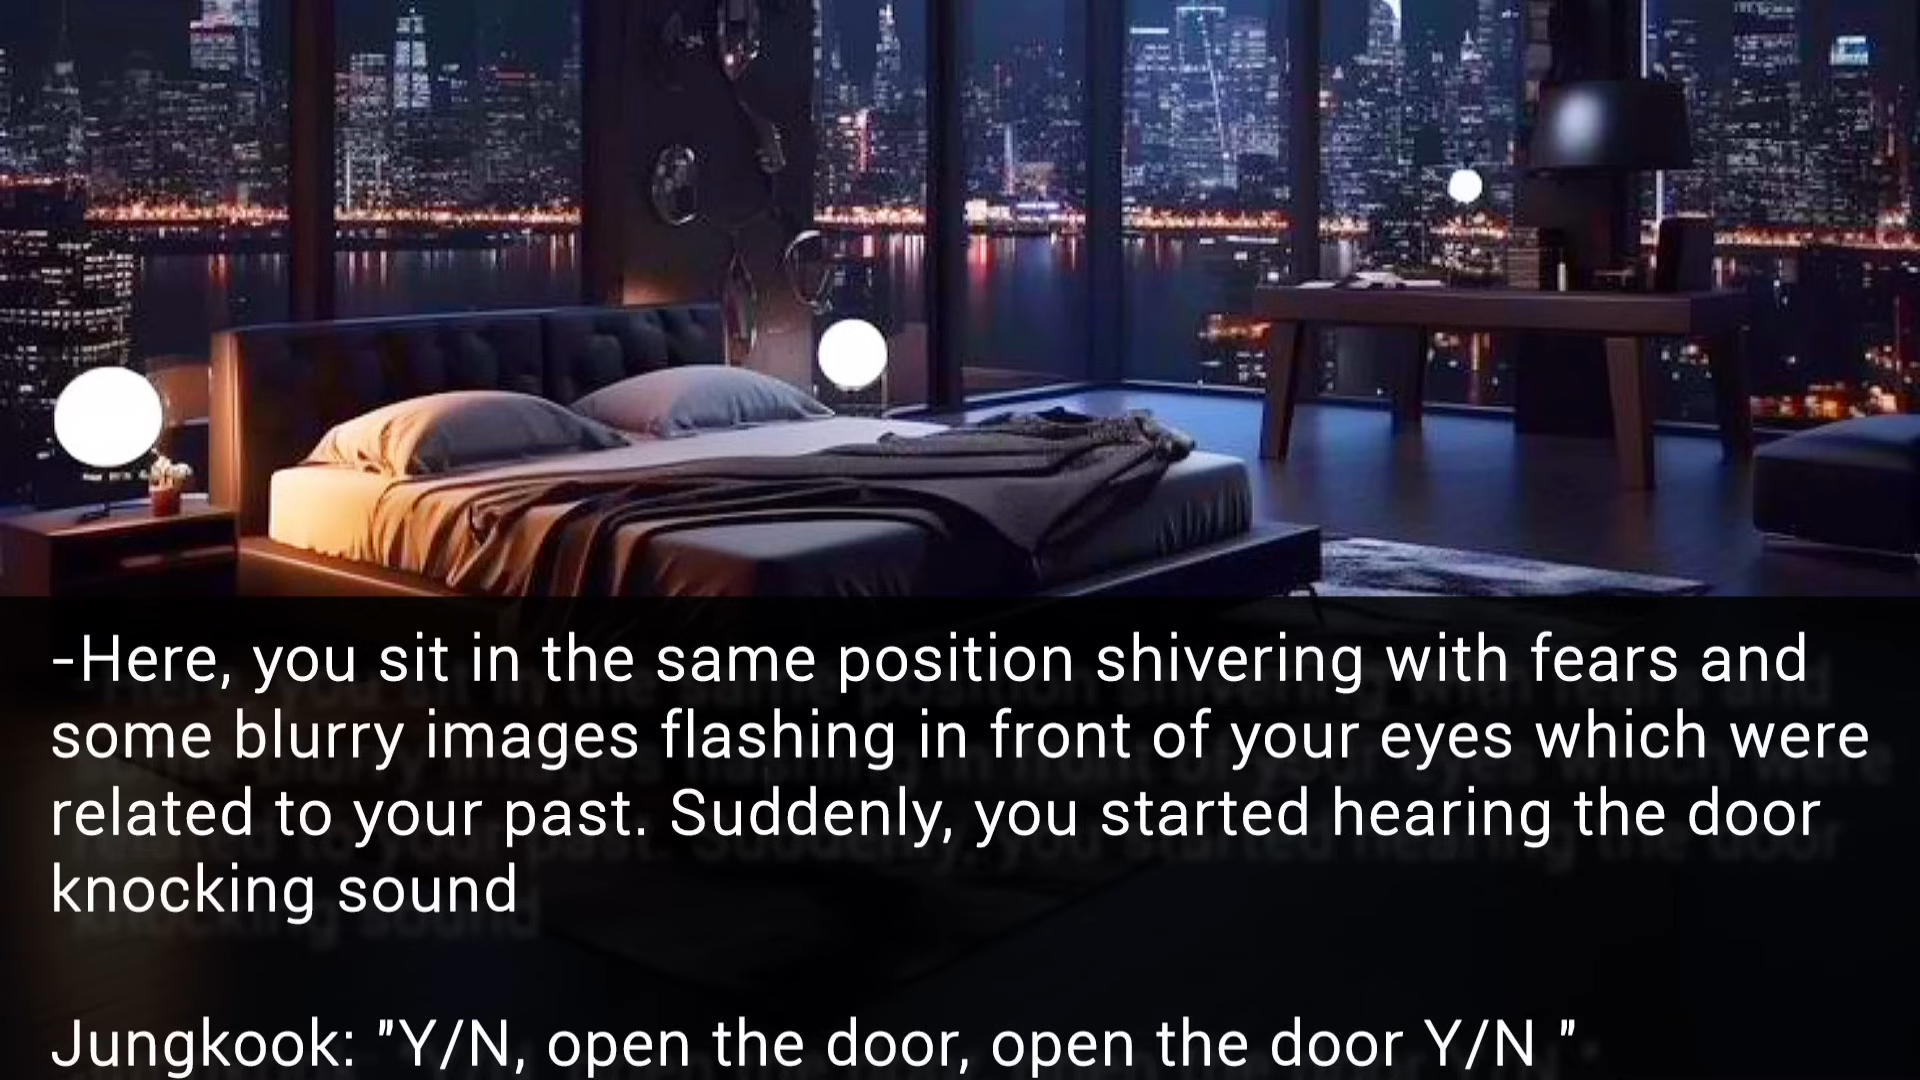 -Here, you sit in the same position shivering with fears and
some blurry images flashing in front of your eyes which were
related to your past. Suddenly, you started hearing the door
knocking sound
Jungkook: "Y/N, open the door, open the door Y/N "